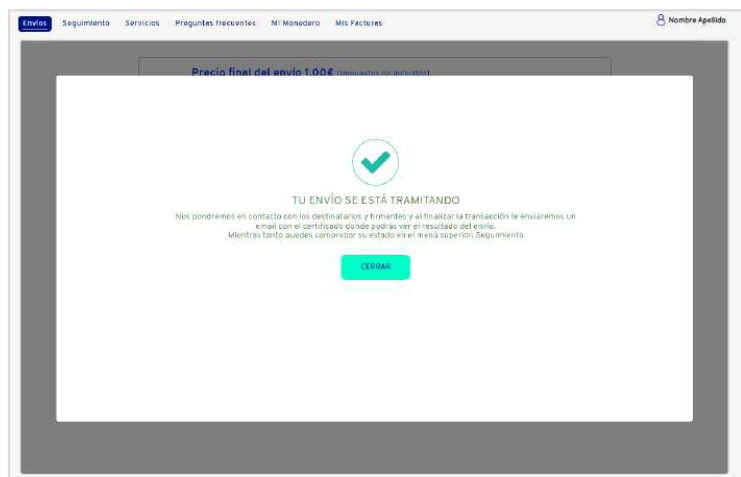 Envíos Seguimiento Servicios Preguntas frecuentes Mi Monedero Mis Facturas Nombre Apellido
Precio final del envío 1,00€ (impuestos no incluidos)
TU ENVÍO SE ESTÁ TRAMITANDO
Nos pondremos en contacto con los destinatarios y firmantes y al finalizar la transacción te enviaremos un
email con el certificado donde podrás ver el resultado del envío.
Mientras tanto puedes comprobar su estado en el menú superior: Seguimiento
CERRAR